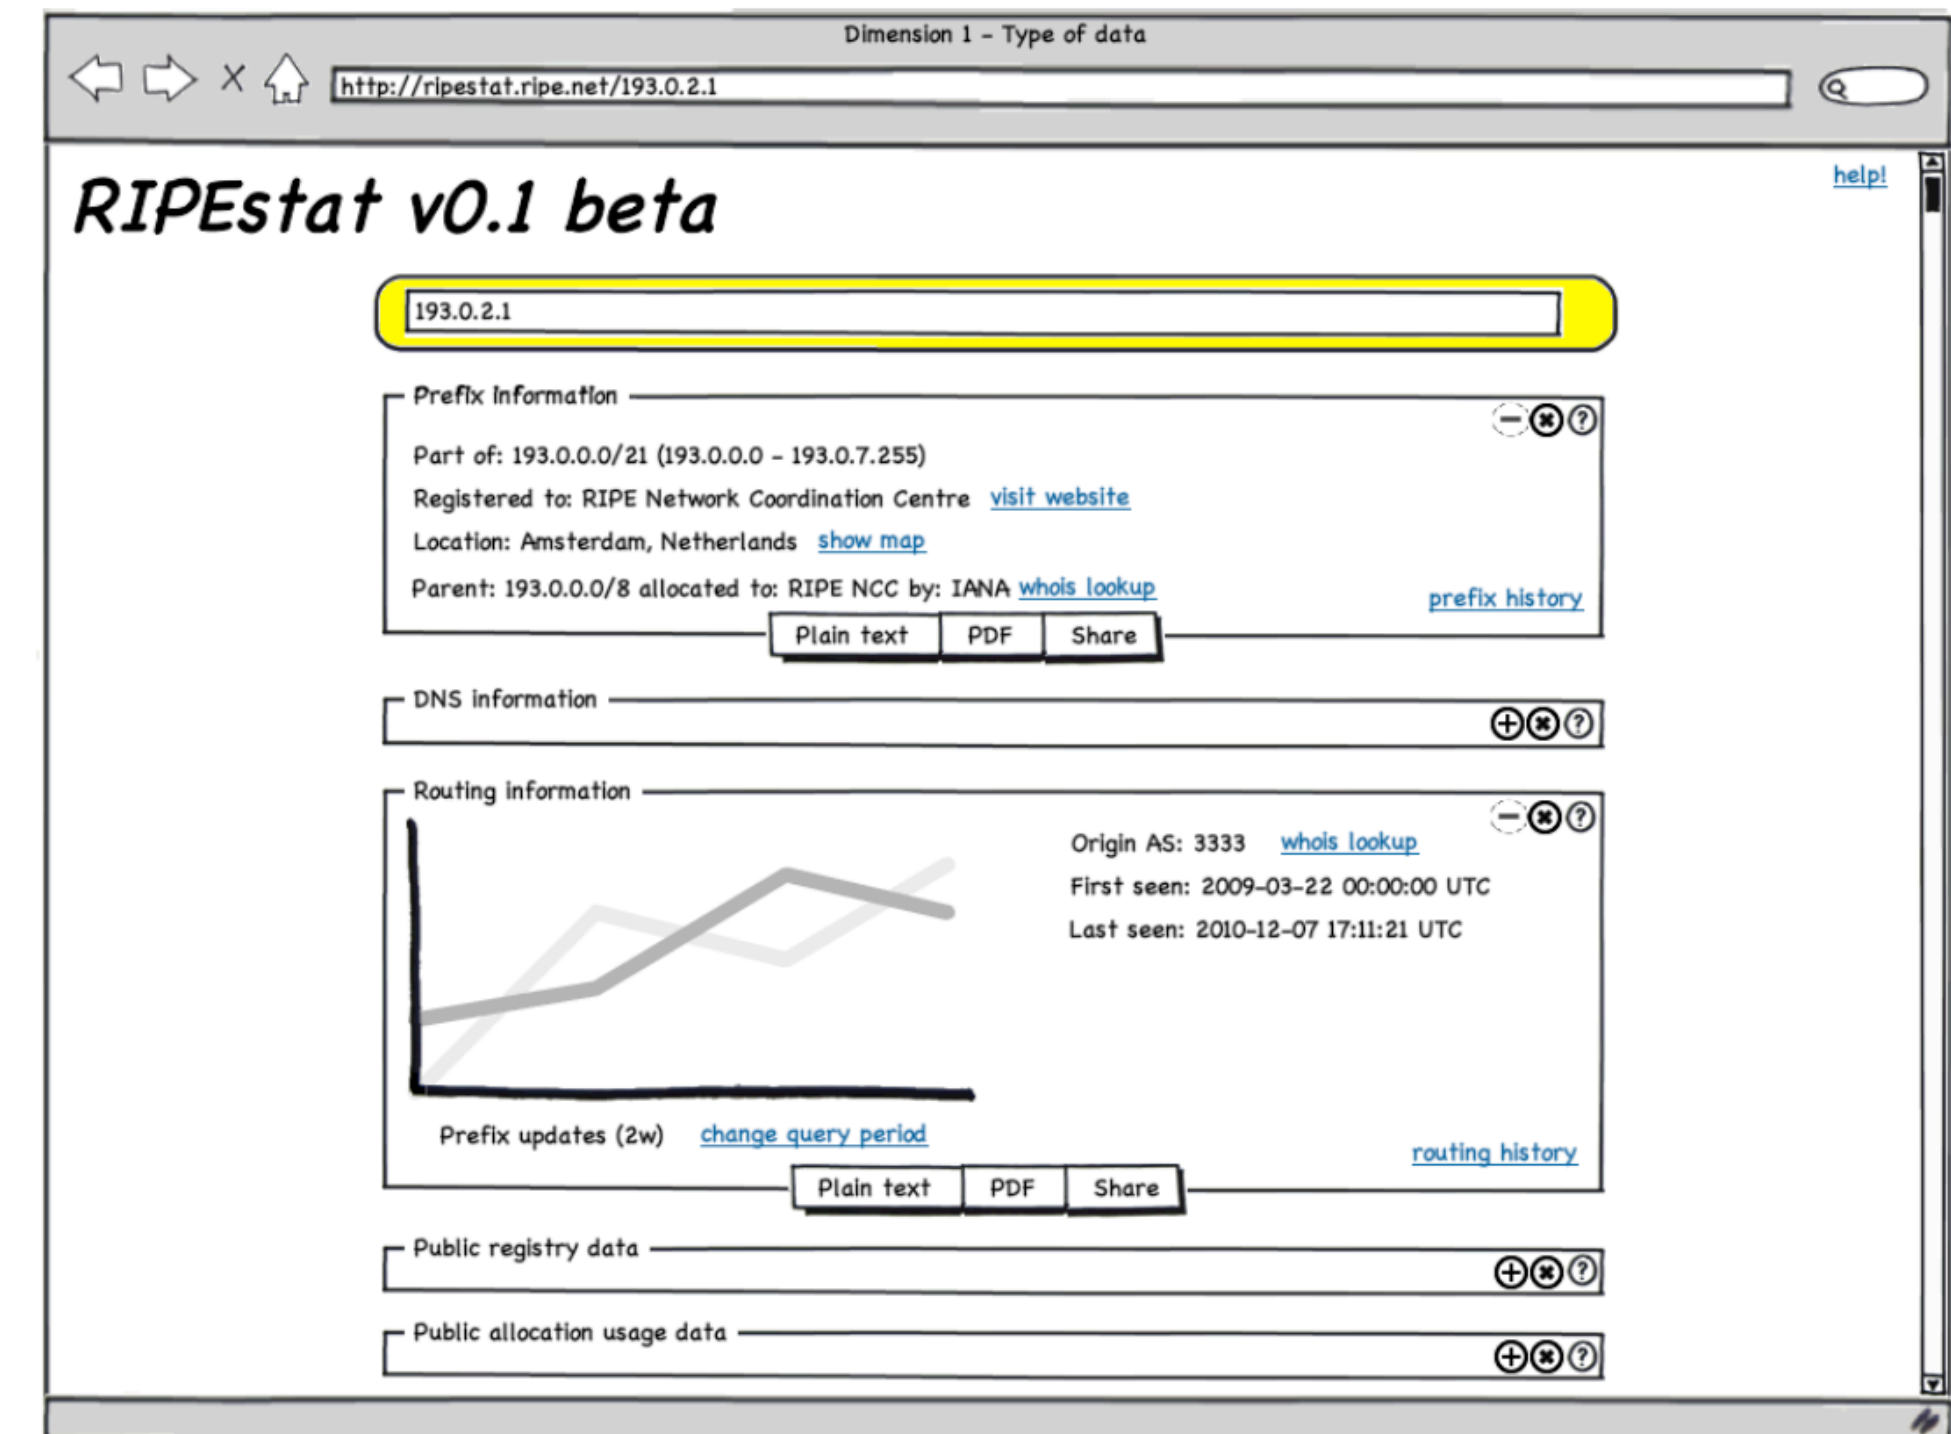 Dimension 1 - Type of data
http://ripestat.ripe.net/193.0.2.1
help!
RIPEstat v0.1 beta
193.0.2.1
Prefix information
Part of: 193.0.0.0/21 (193.0.0.0 - 193.0.7.255)
Registered to: RIPE Network Coordination Centre visit website
Location: Amsterdam, Netherlands show map
Parent: 193.0.0.0/8 allocated to: RIPE NCC by: IANA whois lookup
prefix history
Plain text PDF Share
DNS information
Routing information
Origin AS: 3333 whois lookup
First seen: 2009-03-22 00:00:00 UTC
Last seen: 2010-12-07 17:11:21 UTC
Prefix updates (2w) change query period
routing history
Plain text PDF Share
Public registry data
Public allocation usage data